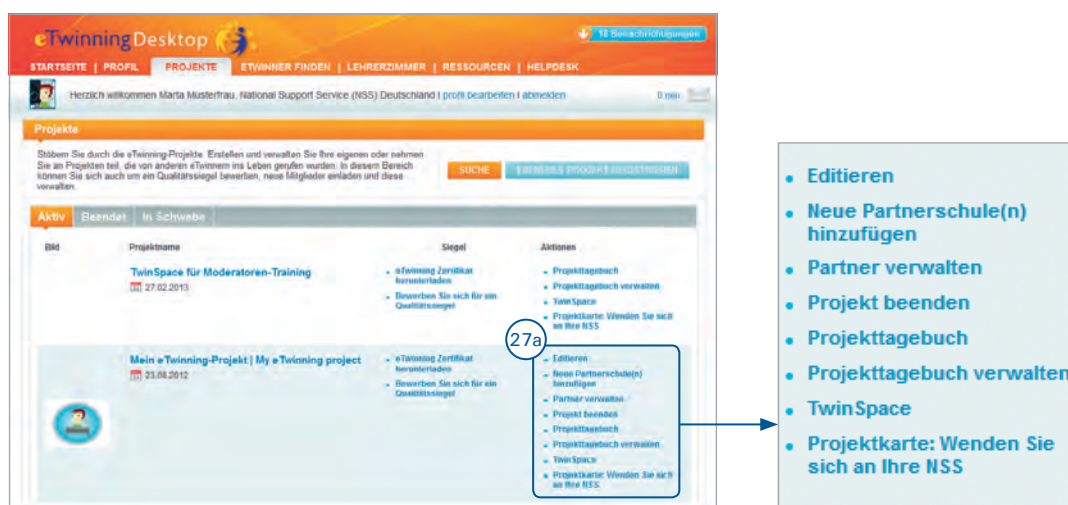 eTwinning Desktop
18 Benachrichtigungen
STARTSEITE | PROFIL PROJEKTE ETWINNER FINDEN | LEHRERZIMMER | RESSOURCEN | HELPDESK
Herzlich willkommen Marta Musterfrau. National Support Service (NSS) Deutschland I profil bearbeiten I abmelden
Projekte
Stöbern Sie durch die eTwinning-Projekte. Erstellen und verwalten Sie Ihre eigenen oder nehmen
Sie an Projekten teil, die von anderen eTwinnern ins Leben gerufen wurden. In diesem Bereich
können Sie sich auch um ein Qualitätssiegel bewerben, neue Mitglieder einladen und diese
verwalten.
SUCHE
Aktiv Beendet In Schwebe
Bild Projektname Siegel Aktionen
TwinSpace für Moderatoren-Training
27.02.2013
eTwinning Zertifikat
herunterladen
Bewerben Sie sich für ein
Qualitätssiegel
Projekttagebuch
Projekttagebuch verwalten
TwinSpace
Projektkarte: Wenden Sie sich
an Ihre NSS
27a
Mein eTwinning-Projekt | My eTwinning project
23.08.2012
eTwinning Zertifikat
herunterladen
Bewerben Sie sich für ein
Qualitätssiegel
Editieren
Neue Partnerschule(n)
hinzufügen
Partner verwalten
Projekt beenden
Projekttagebuch
Projekttagebuch verwalten
TwinSpace
Projektkarte: Wenden Sie sich
an Ihre NSS
• Editieren
• Neue Partnerschule(n)
hinzufügen
• Partner verwalten
• Projekt beenden
• Projekttagebuch
• Projekttagebuch verwalten
• TwinSpace
• Projektkarte: Wenden Sie
sich an Ihre NSS